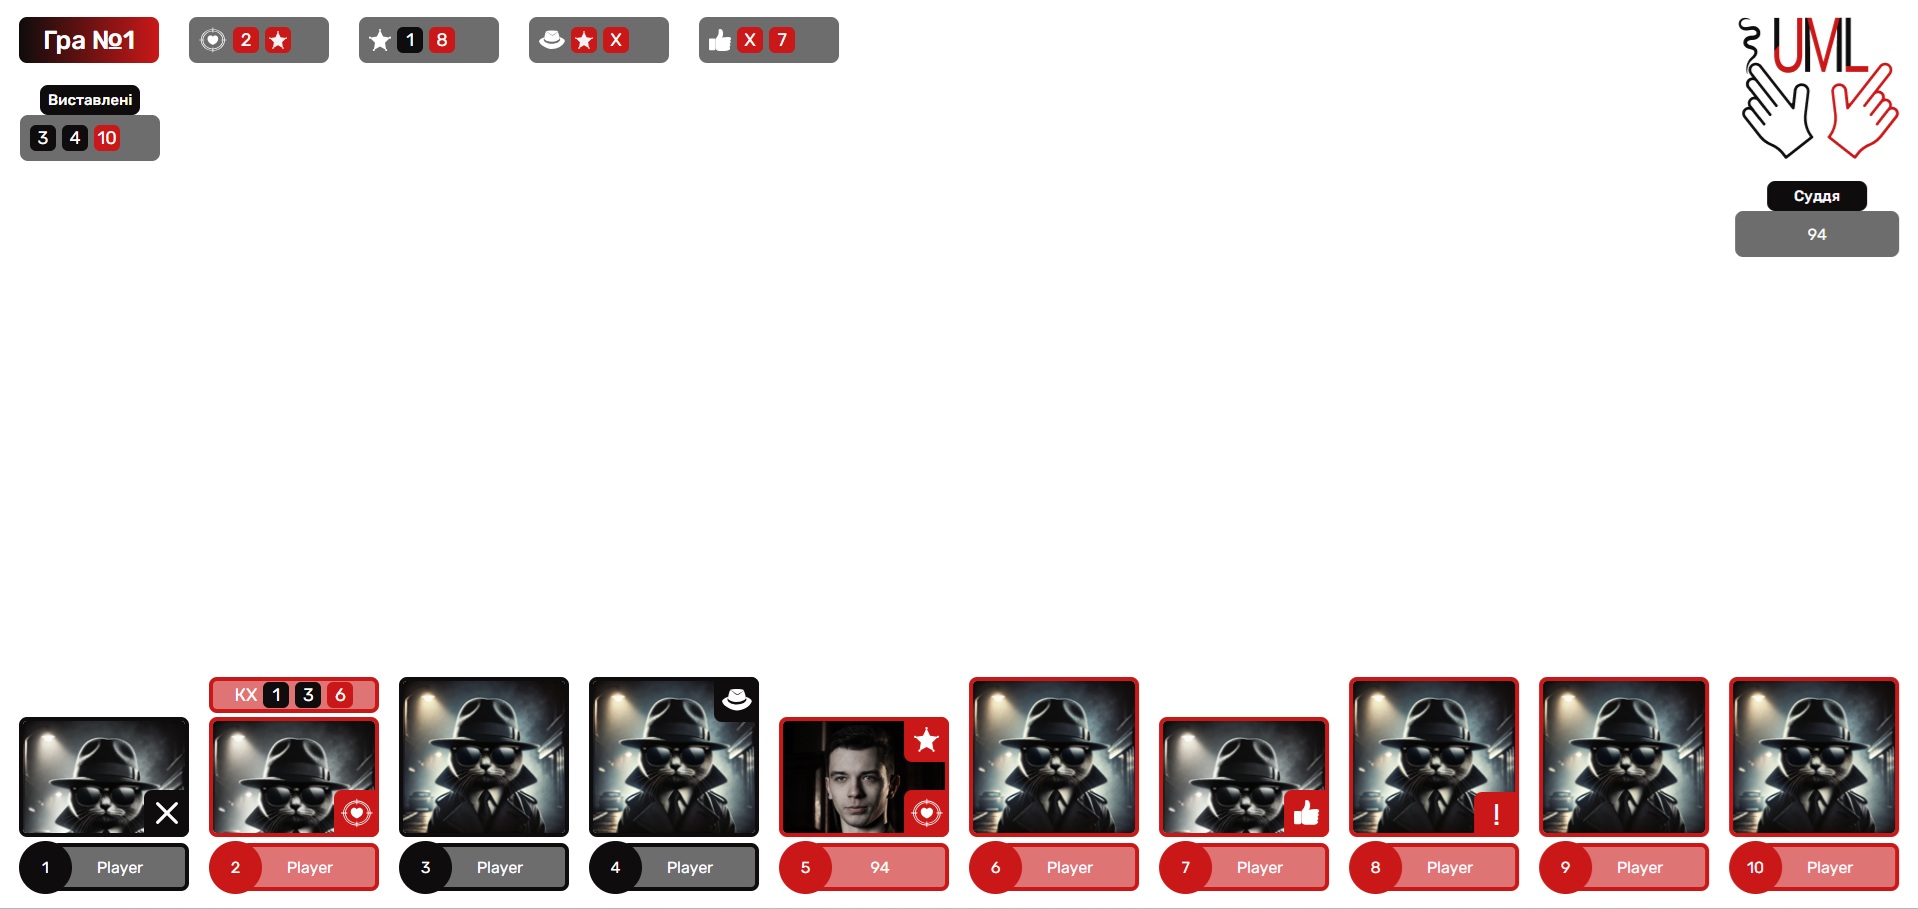 Гра №1
2
1 8
X
X 7
UML
Виставлені
3 4 10
Суддя
94
КХ 1 3 6
!
1 Player
2 Player
3 Player
4 Player
5 94
6 Player
7 Player
8 Player
9 Player
10 Player